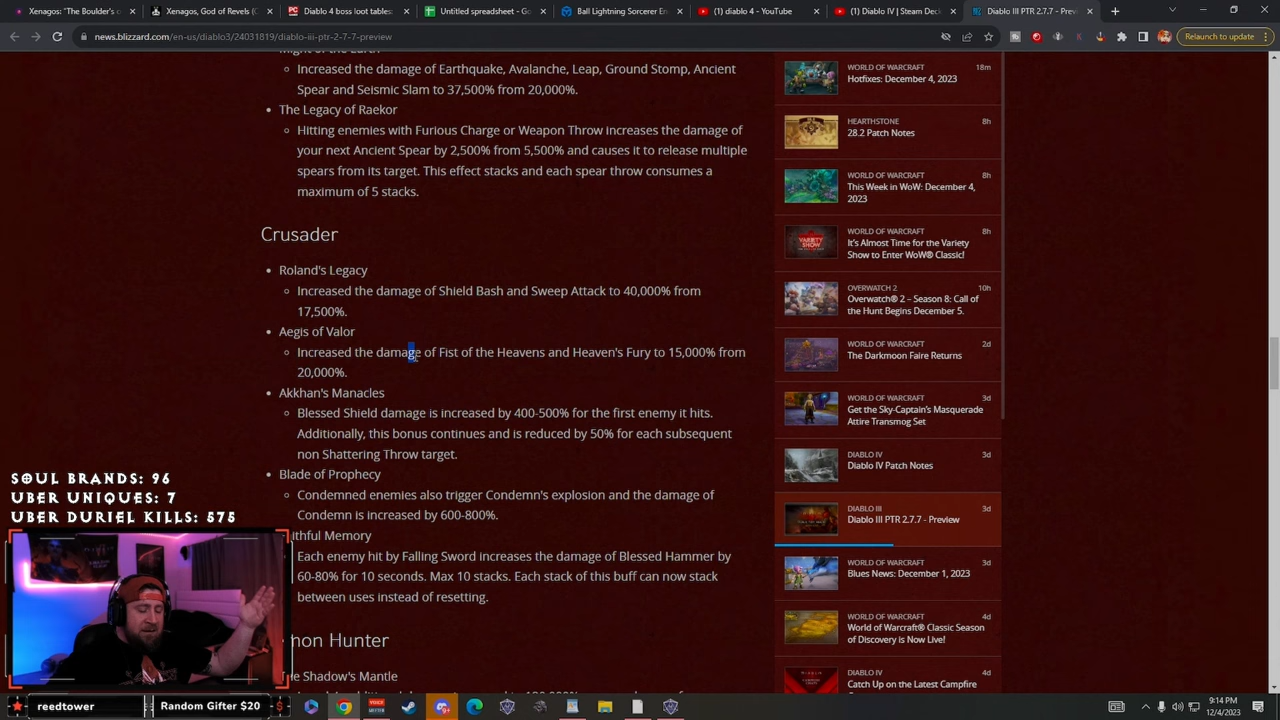 Xenagos: "The Boulder's C
Xenagos, God of Revels (C
Diablo 4 boss loot tables:
Untitled spreadsheet - Go
Ball Lightning Sorcerer En
(1) diablo 4 - YouTube
(1) Diablo IV Steam Deck
Diablo III PTR 2.7.7 - Previe
news.blizzard.com/en-us/diablo3/24031819/diablo-iii-ptr-2-7-7-preview
Relaunch to update
Might of the Earth
Increased the damage of Earthquake, Avalanche, Leap, Ground Stomp, Ancient
Spear and Seismic Slam to 37,500% from 20,000%.
The Legacy of Raekor
Hitting enemies with Furious Charge or Weapon Throw increases the damage of
your next Ancient Spear by 2,500% from 5,500% and causes it to release multiple
spears from its target. This effect stacks and each spear throw consumes a
maximum of 5 stacks.
Crusader
Roland's Legacy
Increased the damage of Shield Bash and Sweep Attack to 40,000% from
17,500%.
Aegis of Valor
Increased the damage of Fist of the Heavens and Heaven's Fury to 15,000% from
20,000%.
Akkhan's Manacles
Blessed Shield damage is increased by 400-500% for the first enemy it hits.
Additionally, this bonus continues and is reduced by 50% for each subsequent
non Shattering Throw target.
Blade of Prophecy
Condemned enemies also trigger Condemn's explosion and the damage of
Condemn is increased by 600-800%.
ithful Memory
Each enemy hit by Falling Sword increases the damage of Blessed Hammer by
60-80% for 10 seconds. Max 10 stacks. Each stack of this buff can now stack
between uses instead of resetting.
mon Hunter
e Shadow's Mantle
WORLD OF WARCRAFT 18m
Hotfixes: December 4, 2023
HEARTHSTONE 8h
28.2 Patch Notes
WORLD OF WARCRAFT 8h
This Week in WoW: December 4,
2023
WORLD OF WARCRAFT 8h
It's Almost Time for the Variety
Show to Enter WoW® Classic!
OVERWATCH 2 10h
Overwatch® 2 – Season 8: Call of
the Hunt Begins December 5.
WORLD OF WARCRAFT 2d
The Darkmoon Faire Returns
WORLD OF WARCRAFT 3d
Get the Sky-Captain's Masquerade
Attire Transmog Set
DIABLO IV 3d
Diablo IV Patch Notes
DIABLO III 3d
Diablo III PTR 2.7.7 - Preview
WORLD OF WARCRAFT 3d
Blues News: December 1, 2023
WORLD OF WARCRAFT 4d
World of Warcraft® Classic Season
of Discovery is Now Live!
DIABLO IV 4d
Catch Up on the Latest Campfire
VARIETY
SHOW
SOUL BRANDS: 96
UBER UNIQUES: 7
UBER DURIEL KILLS: 575
reedtower
Random Gifter $20
9:14 PM
12/4/2023